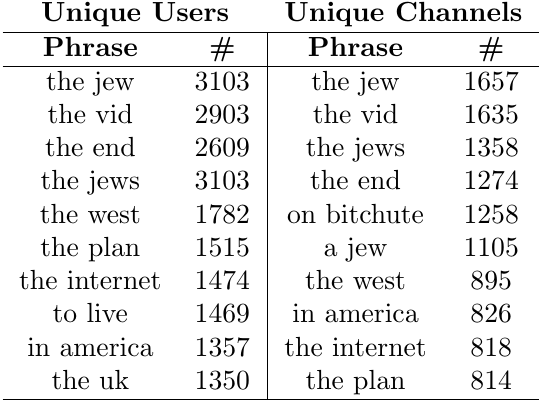 Unique Users Unique Channels
Phrase # Phrase #
the jew 3103 the jew 1657
the vid 2903 the vid 1635
the end 2609 the jews 1358
the jews 3103 the end 1274
the west 1782 on bitchute 1258
the plan 1515 a jew 1105
the internet 1474 the west 895
to live 1469 in america 826
in america 1357 the internet 818
the uk 1350 the plan 814